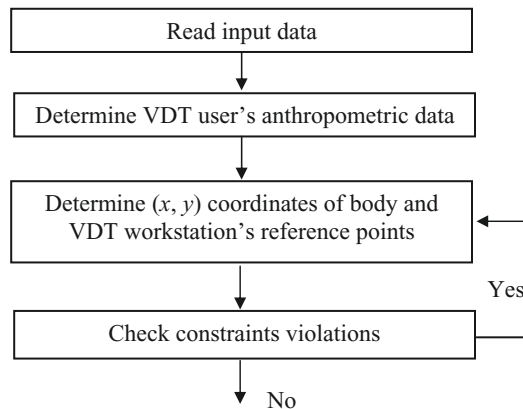 Read input data
Determine VDT user’s anthropometric data
Determine (x, y) coordinates of body and
VDT workstation’s reference points
Yes
Check constraints violations
No